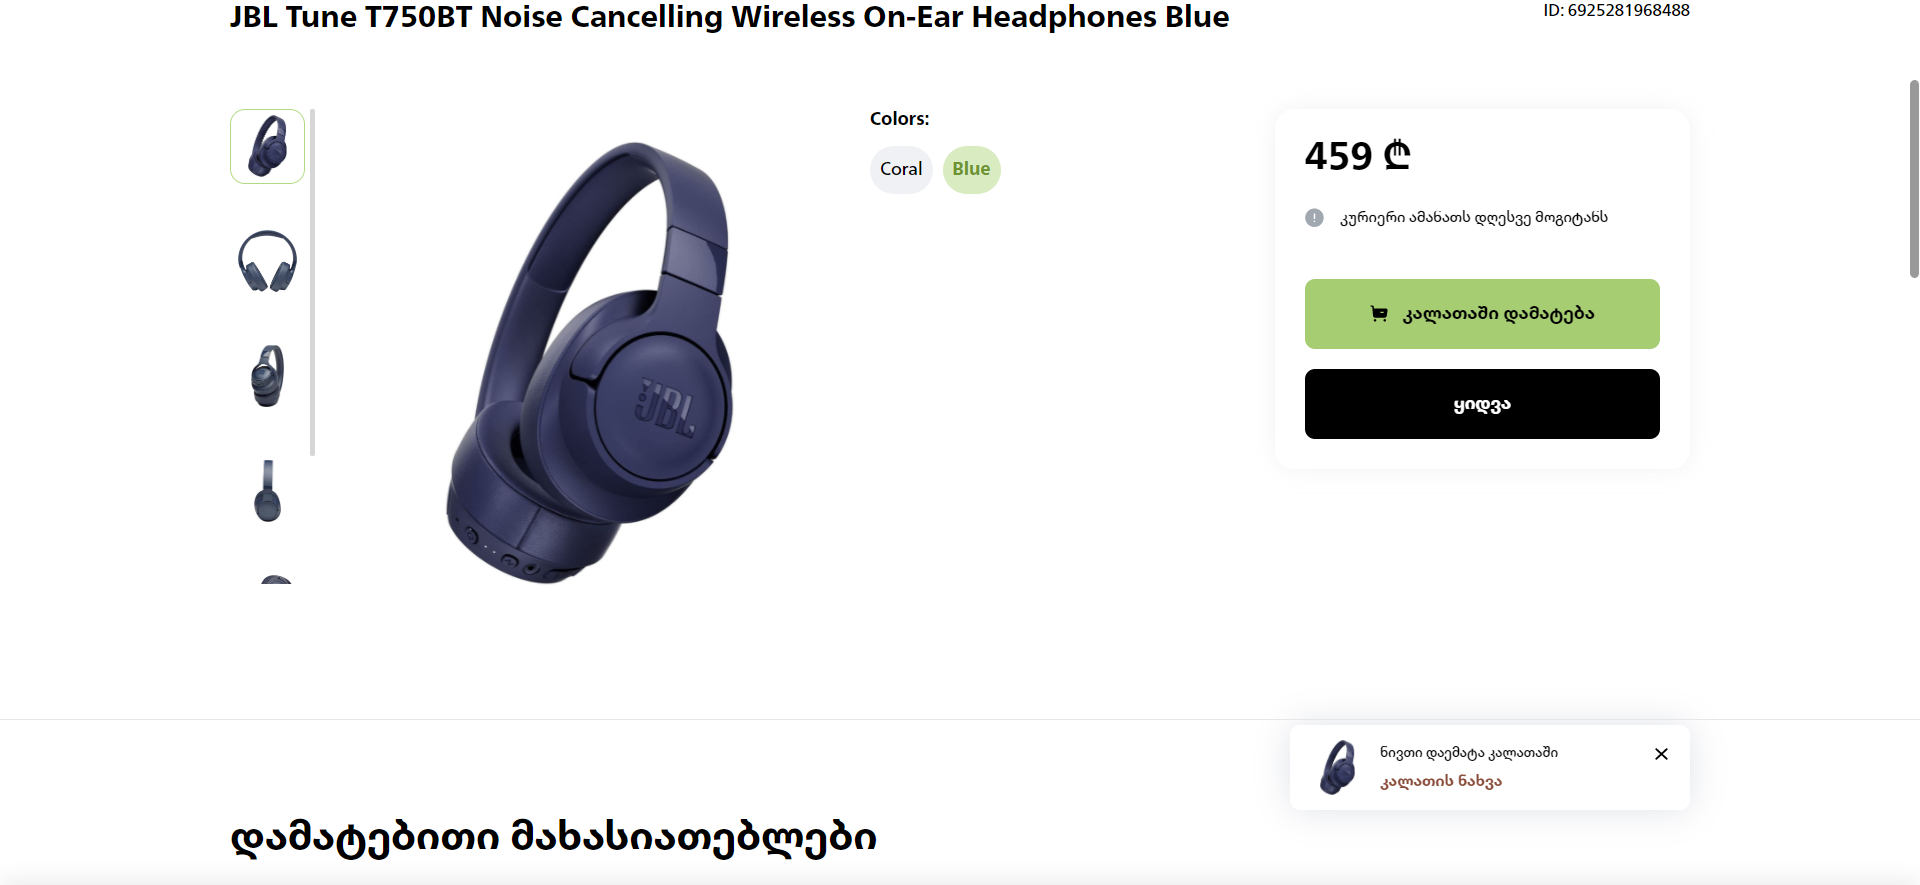 JBL Tune T750BT Noise Cancelling Wireless On-Ear Headphones Blue
ID: 6925281968488
Colors:
Coral
Blue
JBL
459 ₾
კურიერი ამანათს დღესვე მოგიტანს
კალათაში დამატება
ყიდვა
ნივთი დაემატა კალათაში
კალათის ნახვა
დამატებითი მახასიათებლები